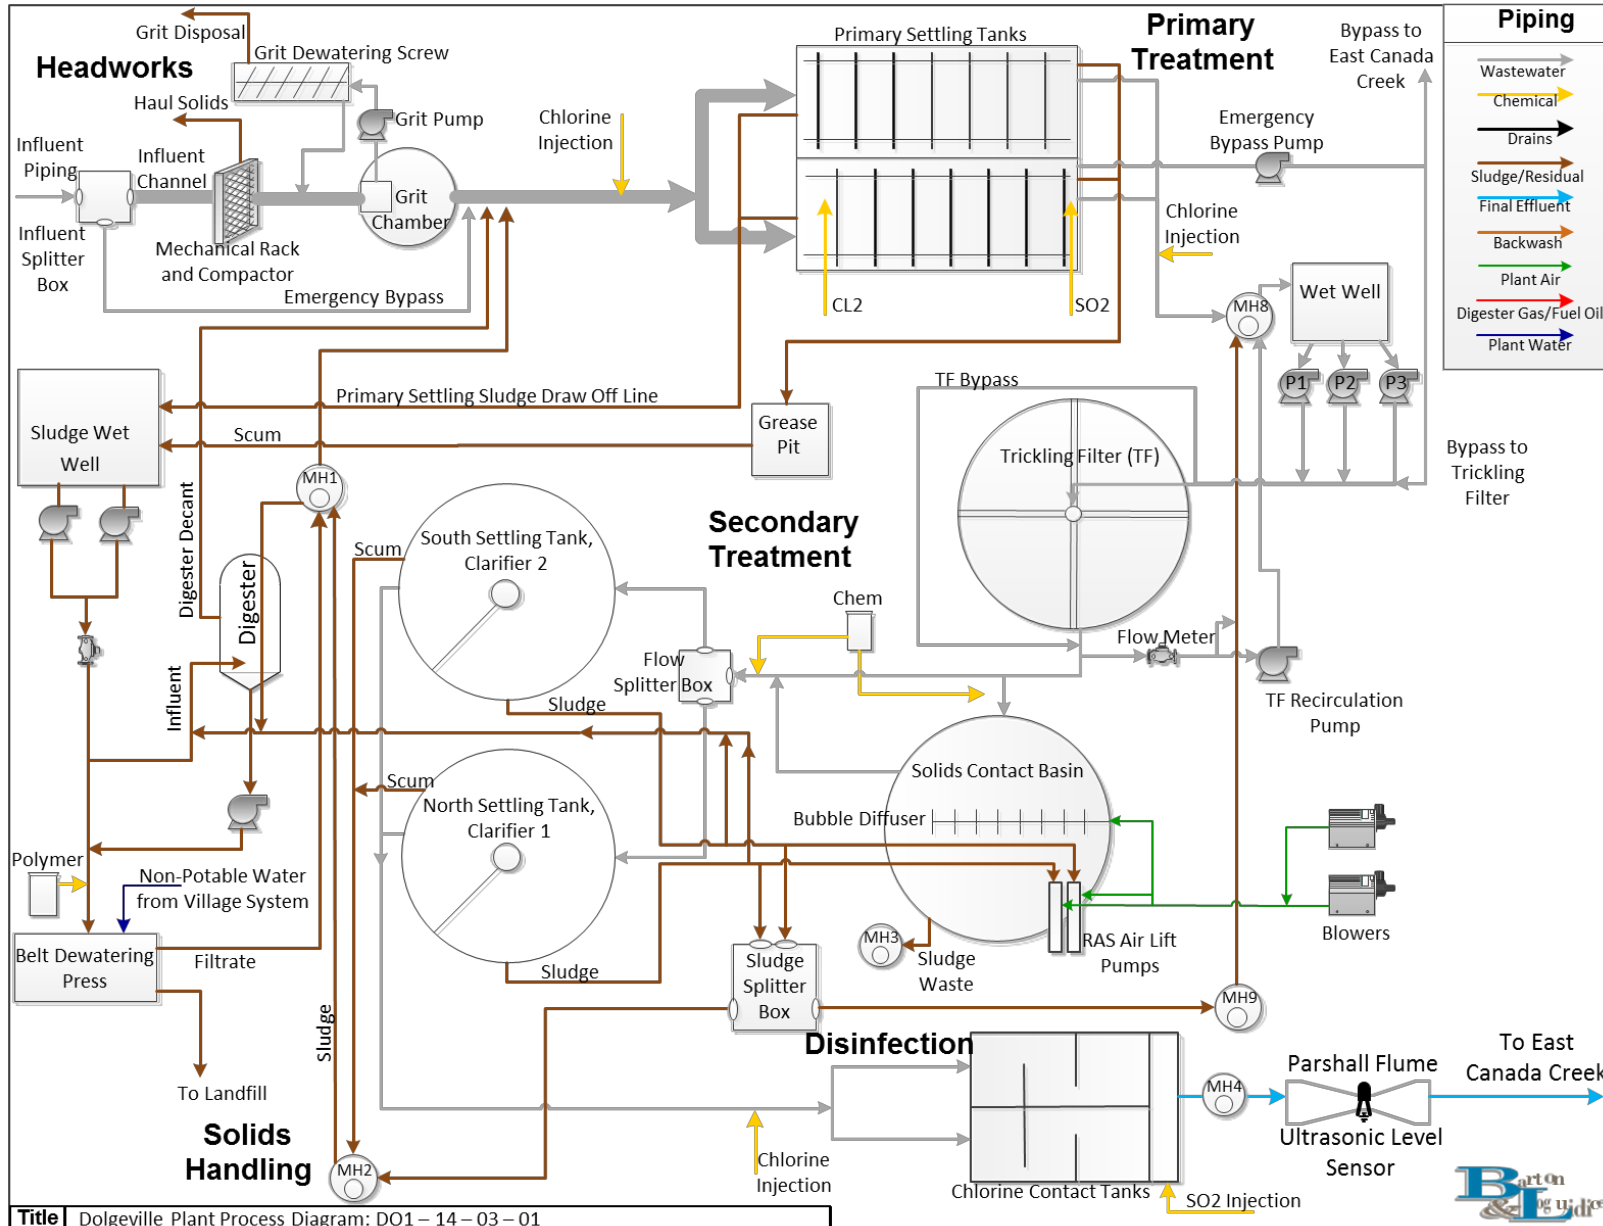 Grit Disposal
Grit Dewatering Screw
Headworks
Haul Solids
Grit Pump
Influent
Piping
Influent
Channel
Influent
Splitter
Box
Mechanical Rack
and Compactor
Grit
Chamber
Emergency Bypass
Chlorine
Injection
Primary Settling Tanks
Primary
Treatment
CL2
SO2
Emergency
Bypass Pump
Bypass to
East Canada
Creek
Chlorine
Injection
MH8
Wet Well
P1
P2
P3
Piping
Wastewater
Chemical
Drains
Sludge/Residual
Final Effluent
Backwash
Plant Air
Digester Gas/Fuel Oil
Plant Water
Primary Settling Sludge Draw Off Line
Scum
Sludge Wet
Well
Grease
Pit
TF Bypass
Trickling Filter (TF)
Bypass to
Trickling
Filter
MH1
Digester Decant
Digester
Influent
South Settling Tank,
Clarifier 2
Scum
Sludge
Secondary
Treatment
Chem
Flow
Splitter Box
Flow Meter
TF Recirculation
Pump
North Settling Tank,
Clarifier 1
Scum
Sludge
Solids Contact Basin
Bubble Diffuser
RAS Air Lift
Pumps
Blowers
MH3
Sludge
Waste
Sludge
Splitter
Box
MH9
Polymer
Non-Potable Water
from Village System
Belt Dewatering
Press
Filtrate
Sludge
To Landfill
Solids
Handling
MH2
Disinfection
Chlorine
Injection
Chlorine Contact Tanks
SO2 Injection
MH4
Parshall Flume
Ultrasonic Level
Sensor
To East
Canada Creek
Title
Dolgeville Plant Process Diagram: DO1 – 14 – 03 – 01
Barton
& Loguidice